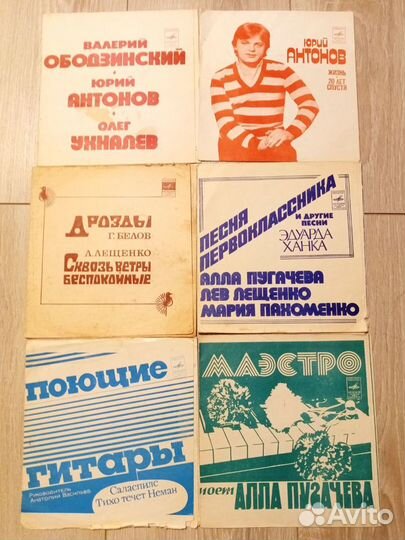 ВАЛЕРИЙ
ОБОДЗИНСКИЙ
ЮРИЙ
АНТОНОВ
ОЛЕГ
УХНАЛЕВ
ЮРИЙ
АНТОНОВ
ЖИЗНЬ
20 ЛЕТ
СПУСТЯ
ДРОЗДЫ
Г. БЕЛОВ
Л. ЛЕЩЕНКО
СКВОЗЬ ВЕТРЫ
БЕСПОКОЙНЫЕ
ПЕСНЯ
ПЕРВОКЛАССНИКА
И ДРУГИЕ
ПЕСНИ
ЭДУАРДА
ХАНКА
АЛЛА ПУГАЧЕВА
ЛЕВ ЛЕЩЕНКО
МАРИЯ ПАХОМЕНКО
ПОЮЩИЕ
ГИТАРЫ
Руководитель
Анатолий Васильев
Саласпилс
Тихо течет Неман
МАЭСТРО
поет АЛЛА ПУГАЧЕВА
Avito